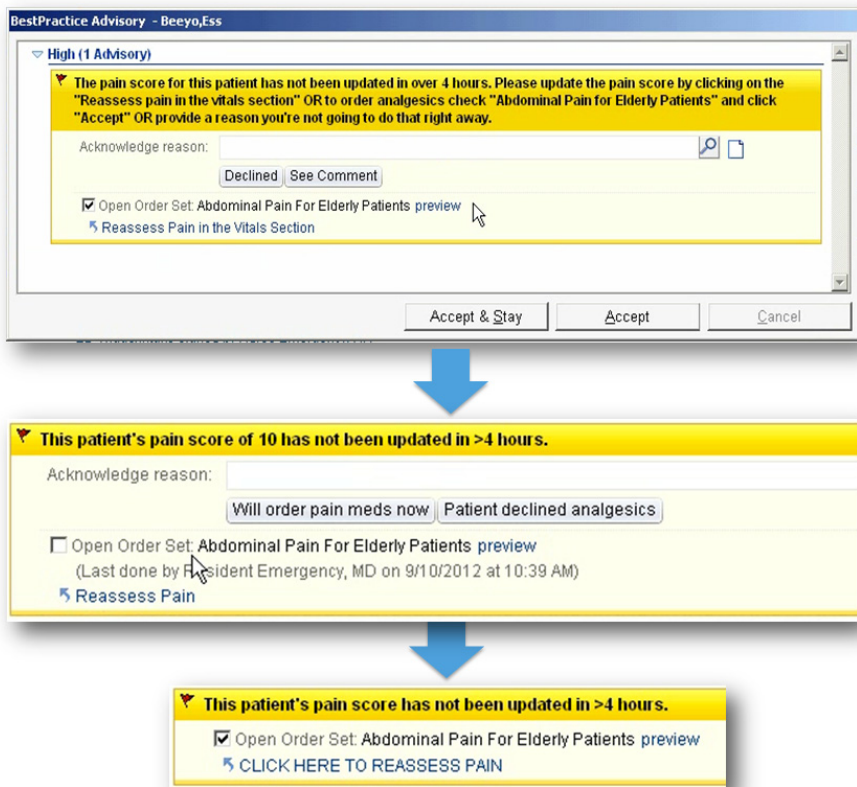 BestPractice Advisory - Beeyo,Ess
High (1 Advisory)
The pain score for this patient has not been updated in over 4 hours. Please update the pain score by clicking on the
"Reassess pain in the vitals section" OR to order analgesics check "Abdominal Pain for Elderly Patients" and click
"Accept" OR provide a reason you're not going to do that right away.
Acknowledge reason:
Declined See Comment
Open Order Set: Abdominal Pain For Elderly Patients preview
Reassess Pain in the Vitals Section
Accept & Stay Accept Cancel
This patient's pain score of 10 has not been updated in >4 hours.
Acknowledge reason:
Will order pain meds now Patient declined analgesics
Open Order Set: Abdominal Pain For Elderly Patients preview
(Last done by Resident Emergency, MD on 9/10/2012 at 10:39 AM)
Reassess Pain
This patient's pain score has not been updated in >4 hours.
Open Order Set: Abdominal Pain For Elderly Patients preview
CLICK HERE TO REASSESS PAIN